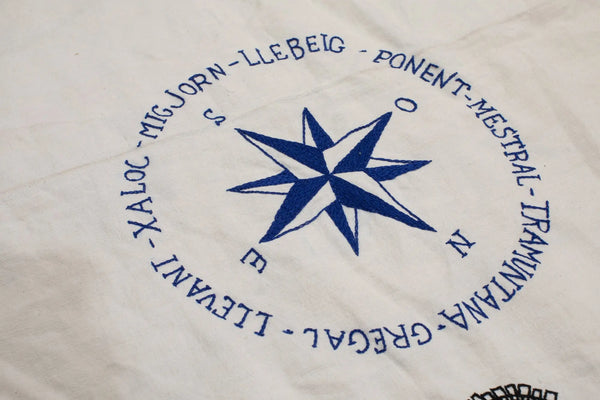 MIGJORN - LLEBEIG - PONENT - MESTRAL - TRAMUNTANA - GREGAL - LLEVANT - XALOC -
S
O
N
E